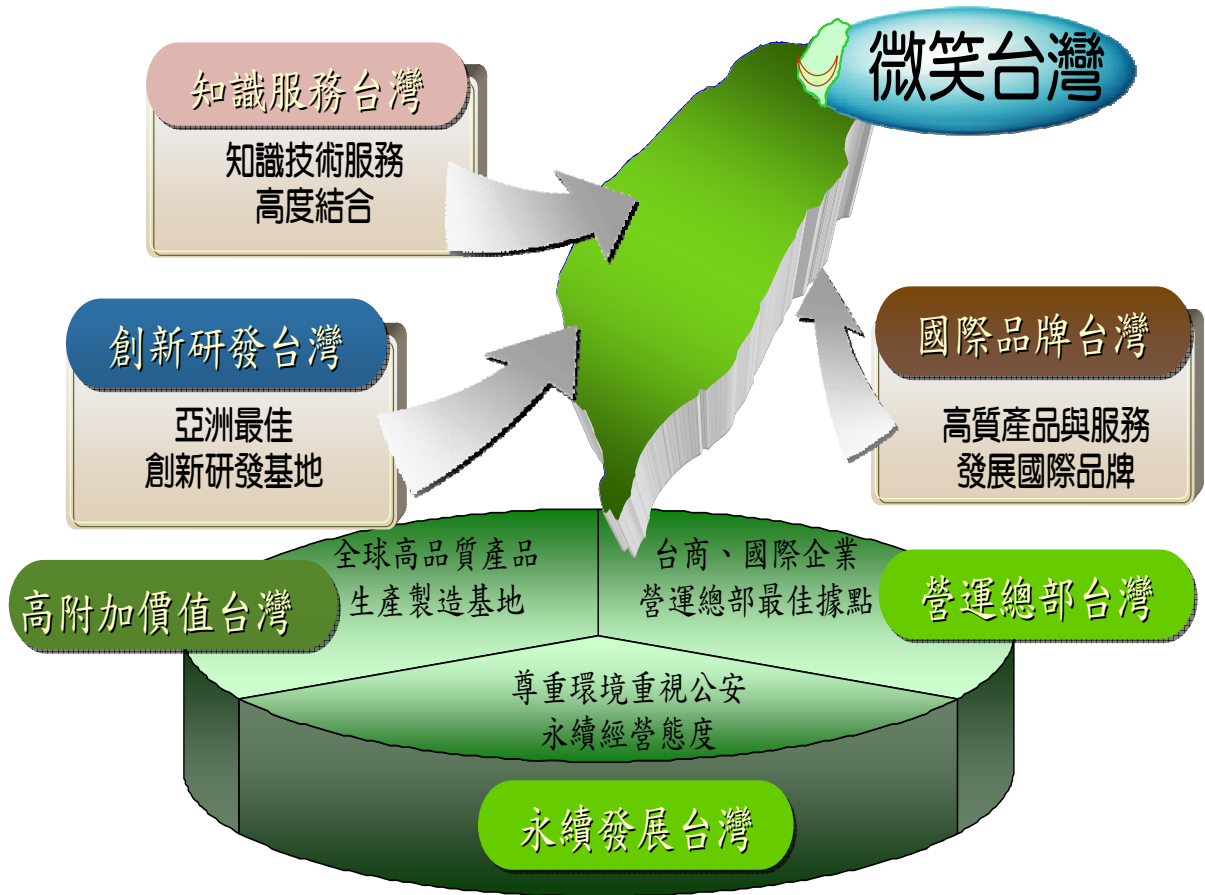 微笑台灣
知識服務台灣
知識技術服務
高度結合
創新研發台灣
亞洲最佳
創新研發基地
國際品牌台灣
高質產品與服務
發展國際品牌
高附加價值台灣
全球高品質產品
生產製造基地
台商、國際企業
營運總部最佳據點
營運總部台灣
尊重環境重視公安
永續經營態度
永續發展台灣